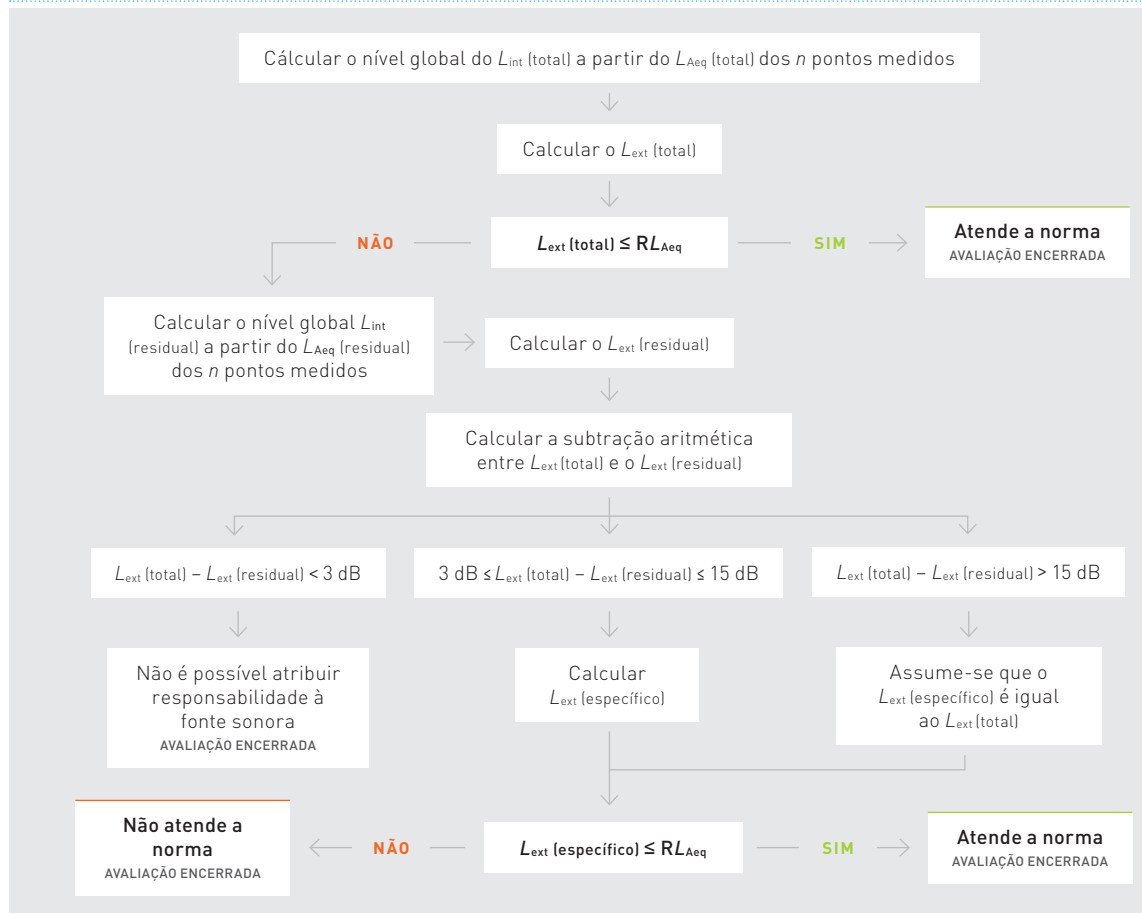 Cálcular o nível global do Lint (total) a partir do LAeq (total) dos n pontos medidos
Calcular o Lext (total)
NÃO
Lext (total) ≤ RLAeq
SIM
Atende a norma
AVALIAÇÃO ENCERRADA
Calcular o nível global Lint
(residual) a partir do LAeq (residual)
dos n pontos medidos
Calcular o Lext (residual)
Calcular a subtração aritmética
entre Lext (total) e o Lext (residual)
Lext (total) – Lext (residual) < 3 dB
3 dB ≤ Lext (total) – Lext (residual) ≤ 15 dB
Lext (total) – Lext (residual) > 15 dB
Não é possível atribuir
responsabilidade à
fonte sonora
AVALIAÇÃO ENCERRADA
Calcular
Lext (específico)
Assume-se que o
Lext (específico) é igual
ao Lext (total)
Não atende a
norma
AVALIAÇÃO ENCERRADA
NÃO
Lext (específico) ≤ RLAeq
SIM
Atende a norma
AVALIAÇÃO ENCERRADA